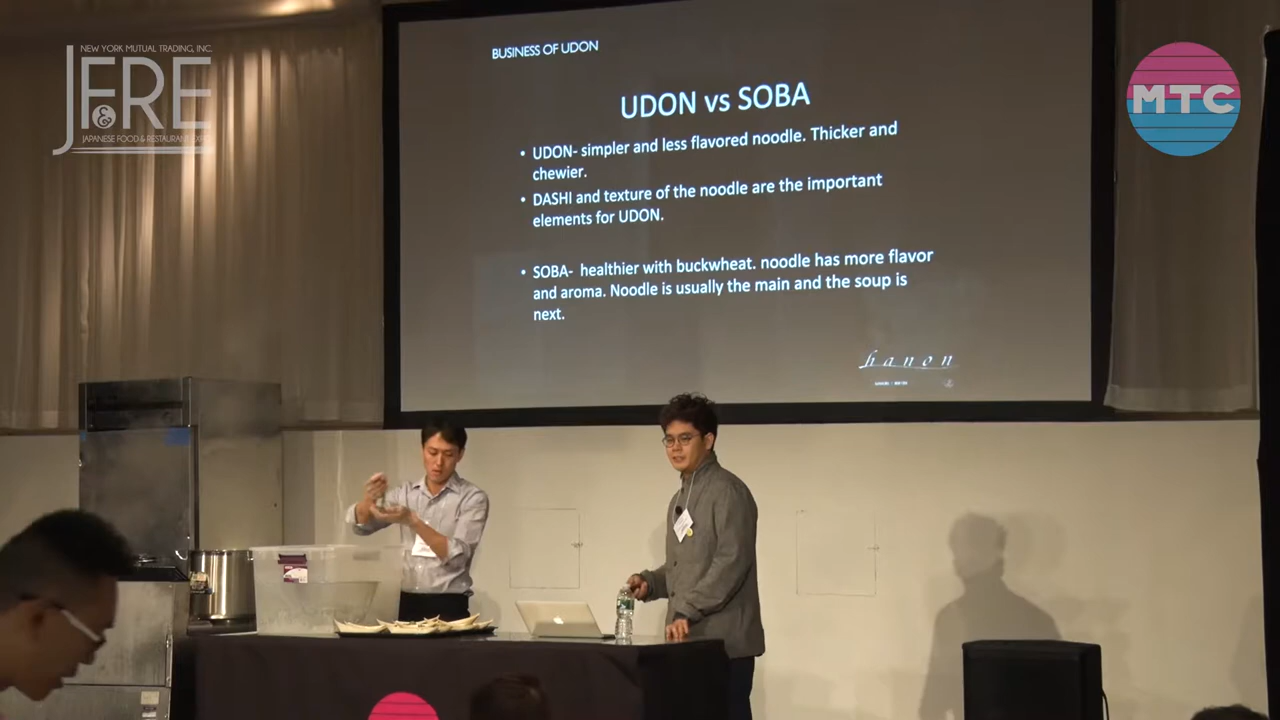 NEW YORK MUTUAL TRADING, INC.
JFRE
&
JAPANESE FOOD & RESTAURANT EXPO
MTC
BUSINESS OF UDON
UDON vs SOBA
• UDON- simpler and less flavored noodle. Thicker and
chewier.
• DASHI and texture of the noodle are the important
elements for UDON.
• SOBA- healthier with buckwheat. noodle has more flavor
and aroma. Noodle is usually the main and the soup is
next.
hanon